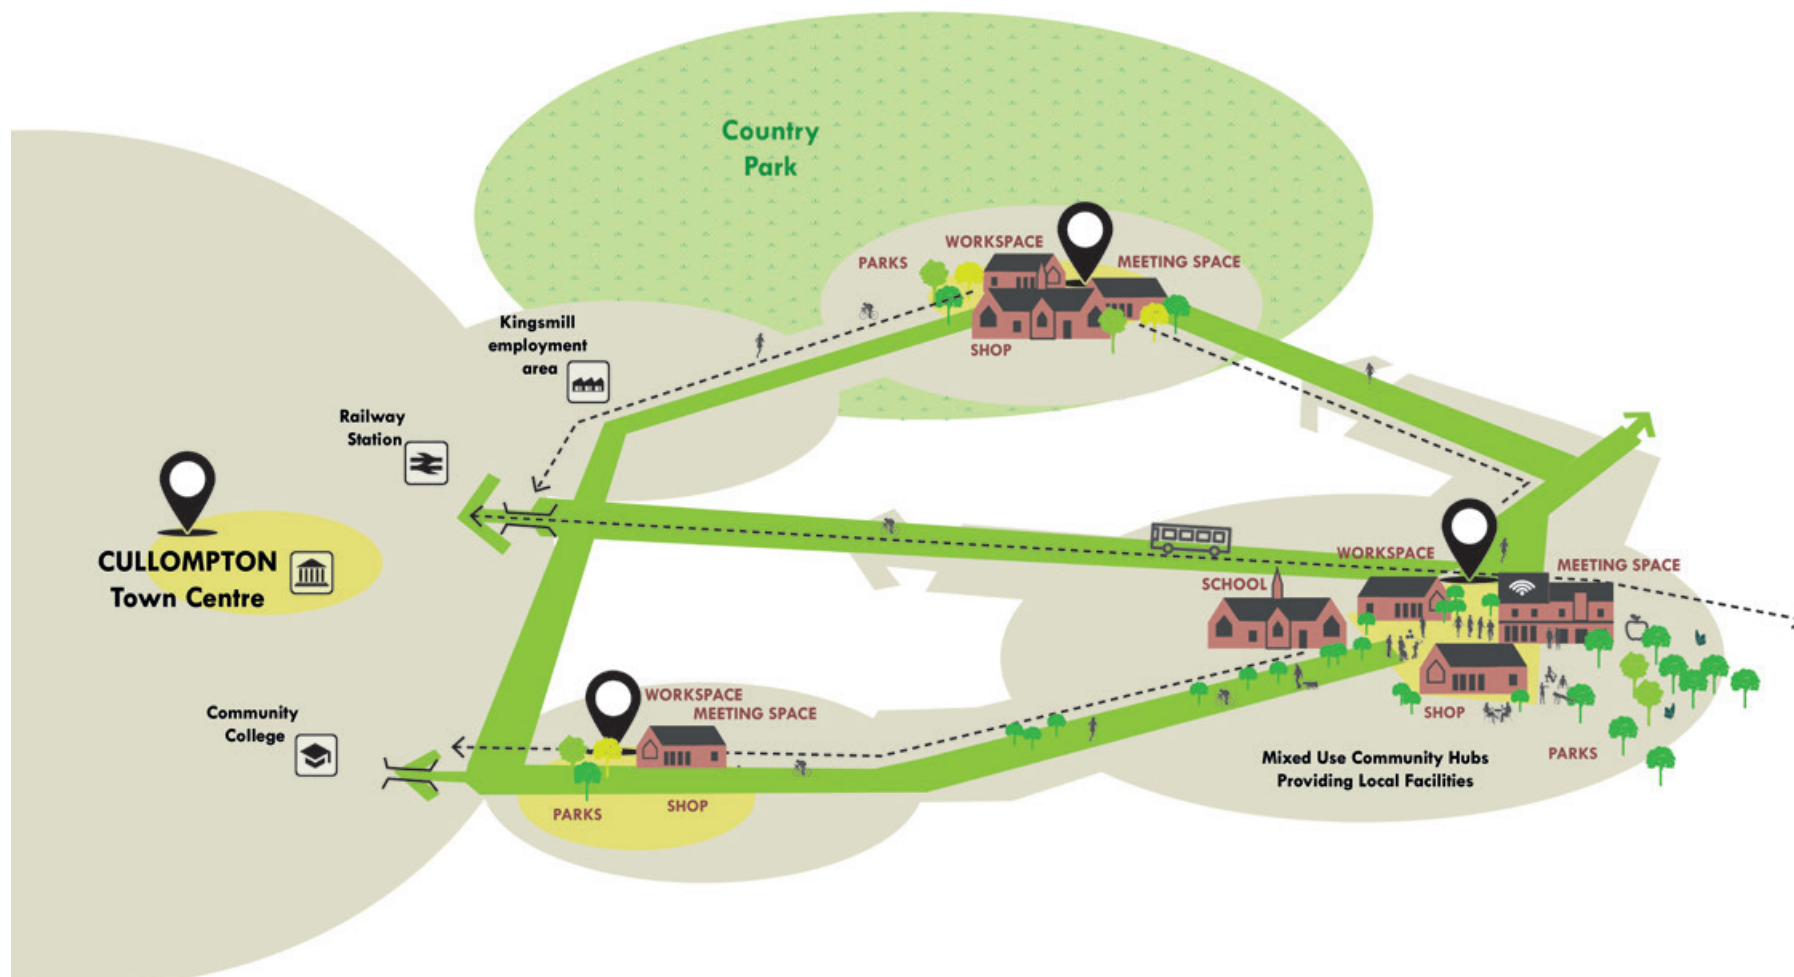 Country
Park
WORKSPACE
PARKS
MEETING SPACE
SHOP
Kingsmill
employment
area
Railway
Station
CULLOMPTON
Town Centre
WORKSPACE
MEETING SPACE
SCHOOL
SHOP
PARKS
Mixed Use Community Hubs
Providing Local Facilities
WORKSPACE
MEETING SPACE
PARKS
SHOP
Community
College